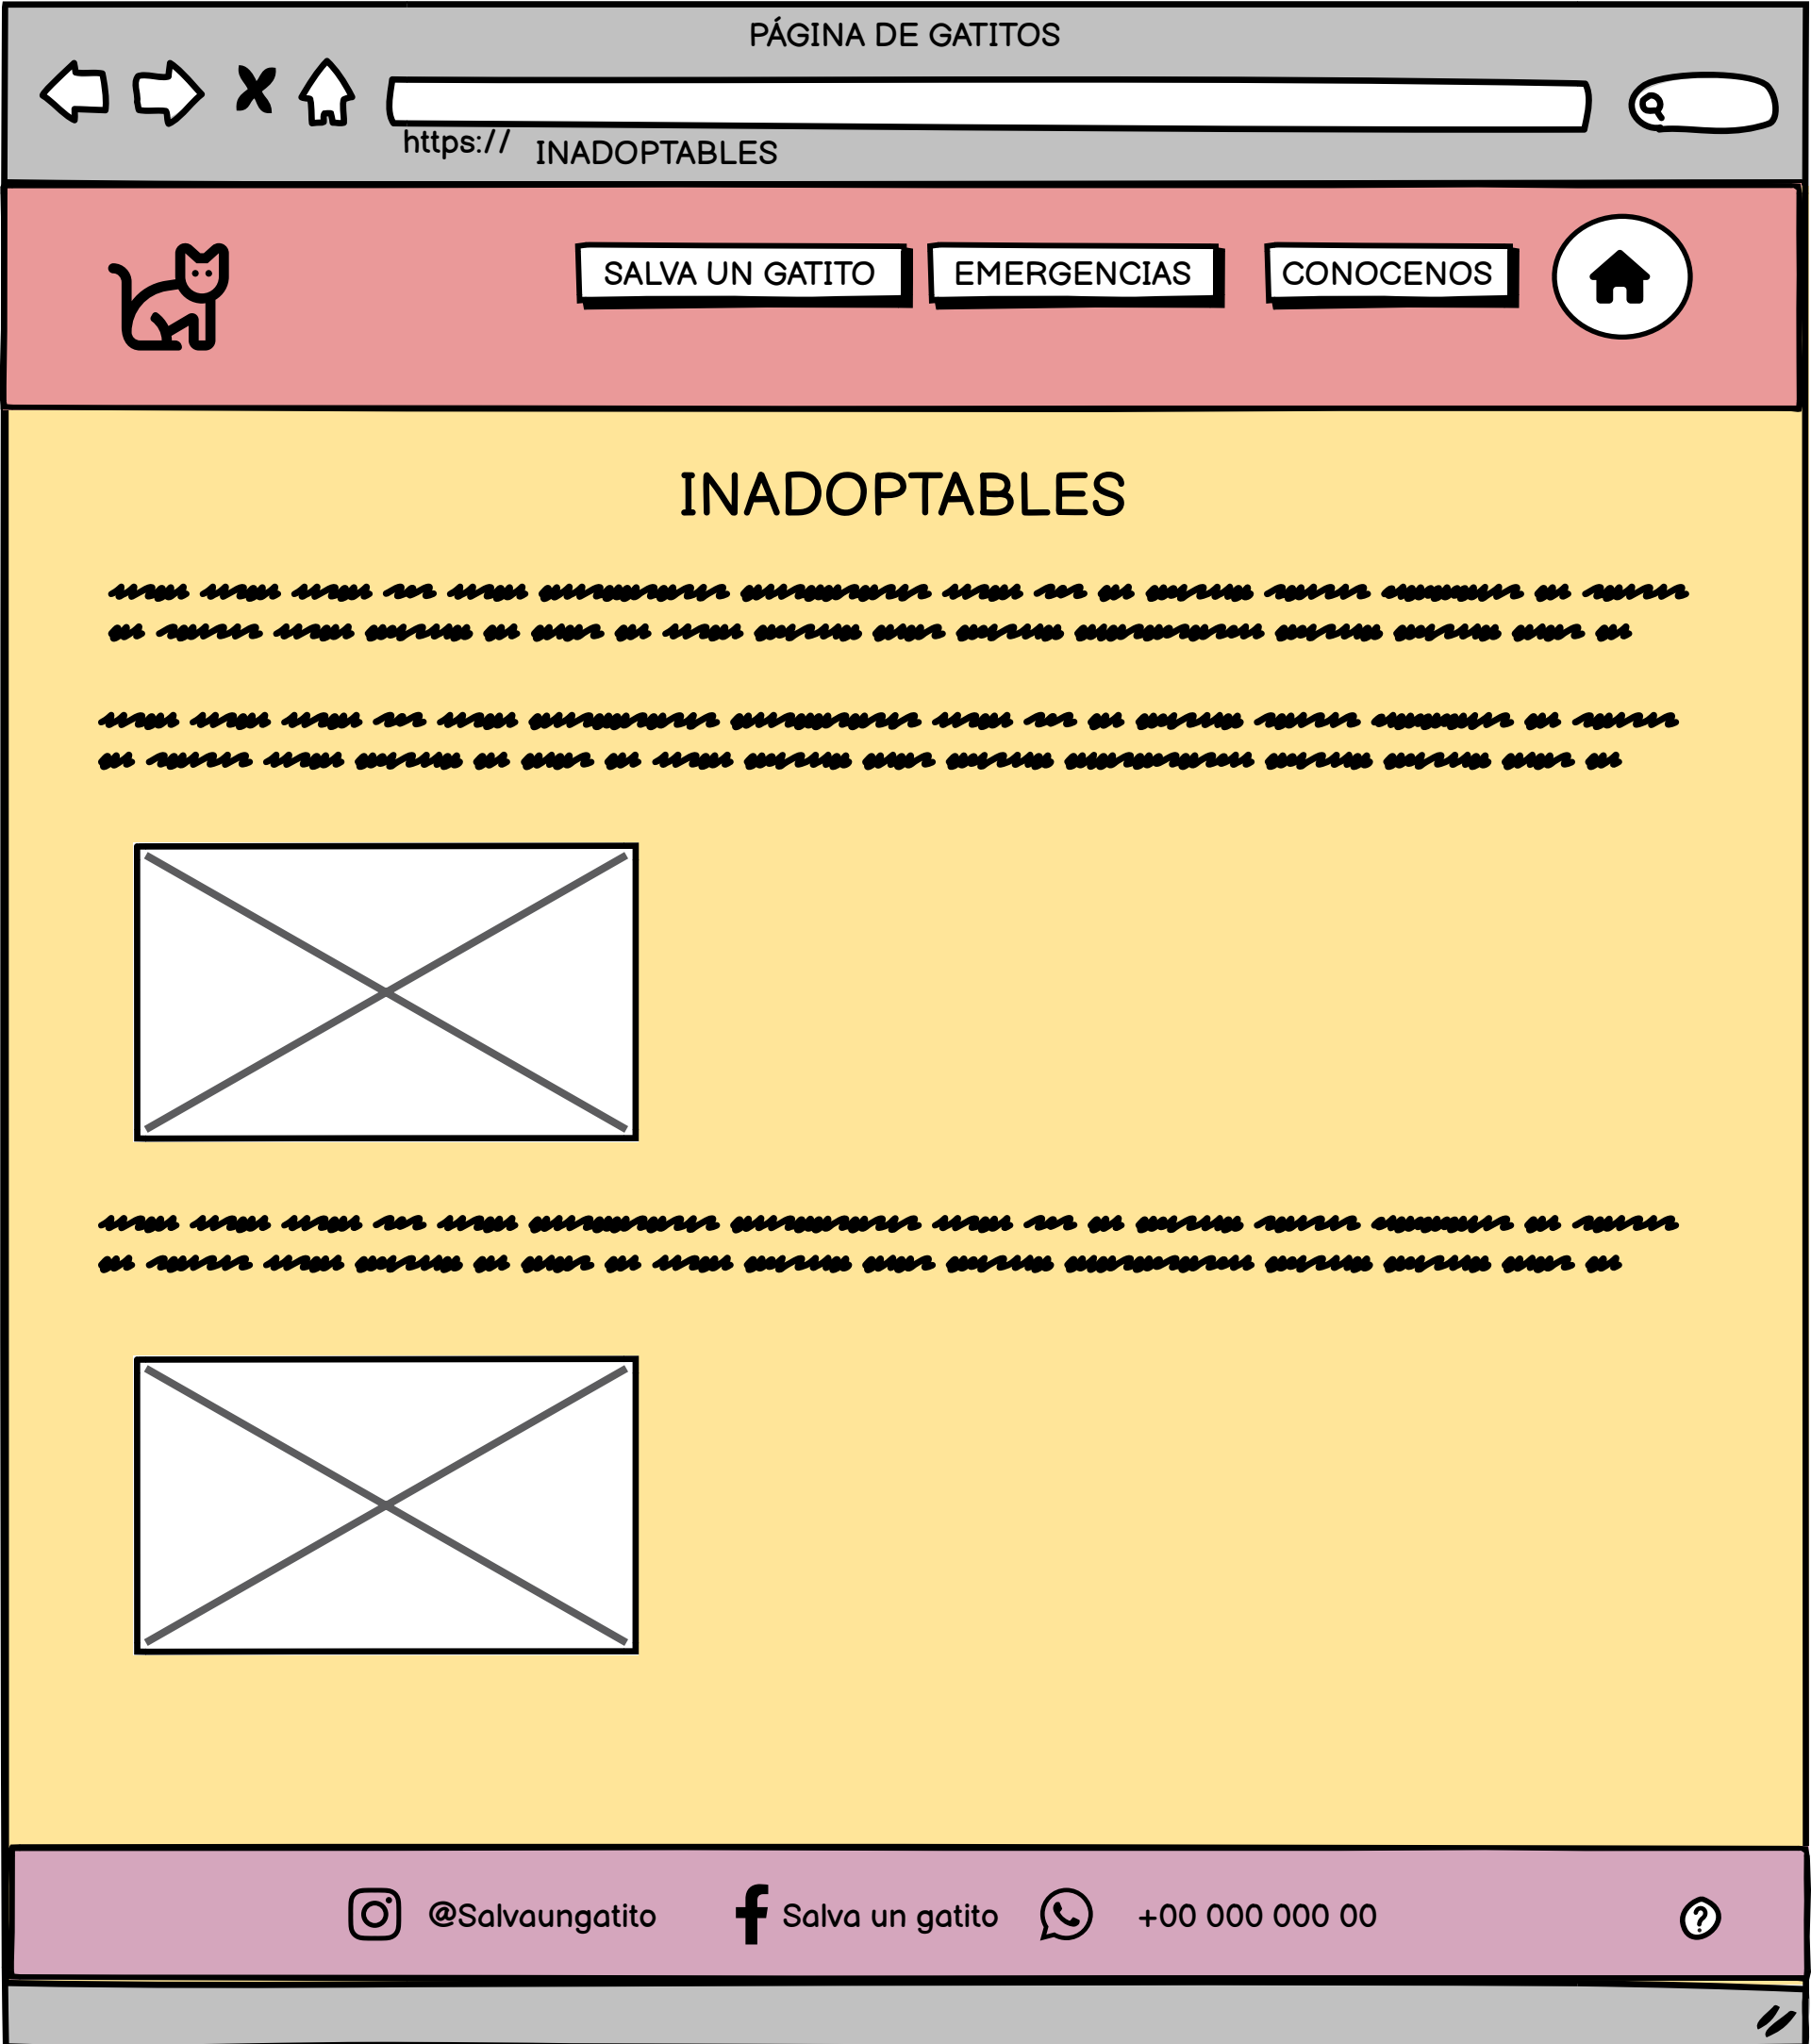 PÁGINA DE GATITOS
https:// INADOPTABLES
SALVA UN GATITO EMERGENCIAS CONOCENOS
INADOPTABLES
@Salvaungatito Salva un gatito +00 000 000 00 ?